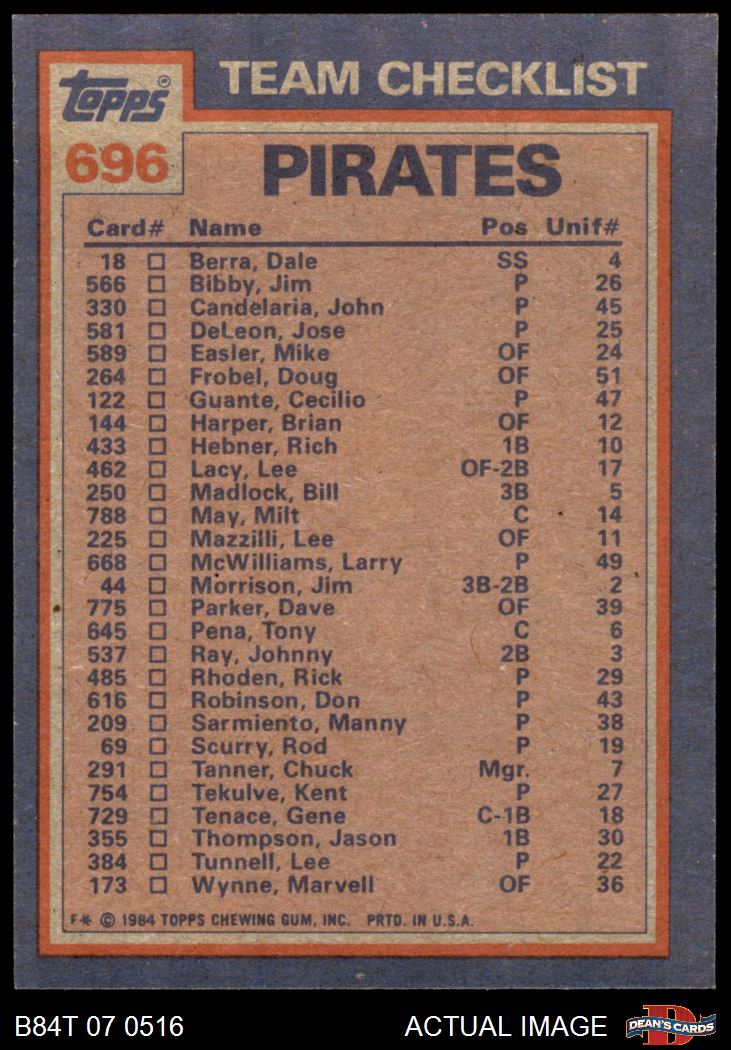 TEAM CHECKLIST
topps®
696
PIRATES
Card# Name Pos Unif#
18 Berra, Dale SS 4
566 Bibby, Jim P 26
330 Candelaria, John P 45
581 DeLeon, Jose P 25
589 Easler, Mike OF 24
264 Frobel, Doug OF 51
122 Guante, Cecilio P 47
144 Harper, Brian OF 12
433 Hebner, Rich 1B 10
462 Lacy, Lee OF-2B 17
250 Madlock, Bill 3B 5
788 May, Milt C 14
225 Mazzilli, Lee OF 11
668 McWilliams, Larry P 49
44 Morrison, Jim 3B-2B 2
775 Parker, Dave OF 39
645 Pena, Tony C 6
537 Ray, Johnny 2B 3
485 Rhoden, Rick P 29
616 Robinson, Don P 43
209 Sarmiento, Manny P 38
69 Scurry, Rod P 19
291 Tanner, Chuck Mgr. 7
754 Tekulve, Kent P 27
729 Tenace, Gene C-1B 18
355 Thompson, Jason 1B 30
384 Tunnell, Lee P 22
173 Wynne, Marvell OF 36
F* © 1984 TOPPS CHEWING GUM, INC. PRTD. IN U.S.A.
B84T 07 0516 ACTUAL IMAGE
D
DEAN'S CARDS